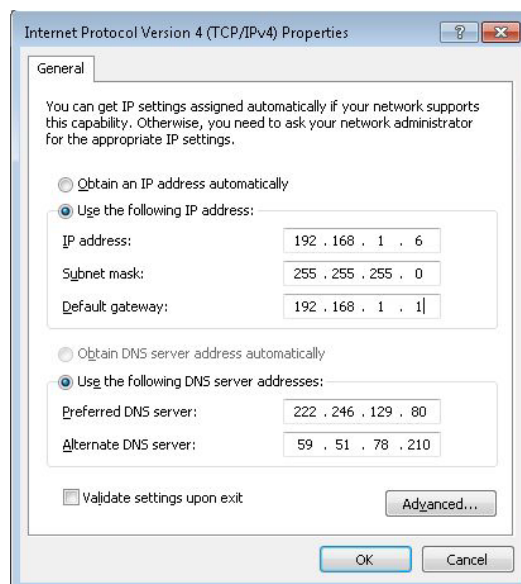 Internet Protocol Version 4 (TCP/IPv4) Properties
General
You can get IP settings assigned automatically if your network supports
this capability. Otherwise, you need to ask your network administrator
for the appropriate IP settings.
Obtain an IP address automatically
Use the following IP address:
IP address: 192 . 168 . 1 . 6
Subnet mask: 255 . 255 . 255 . 0
Default gateway: 192 . 168 . 1 . 1
Obtain DNS server address automatically
Use the following DNS server addresses:
Preferred DNS server: 222 . 246 . 129 . 80
Alternate DNS server: 59 . 51 . 78 . 210
Validate settings upon exit
Advanced...
OK Cancel